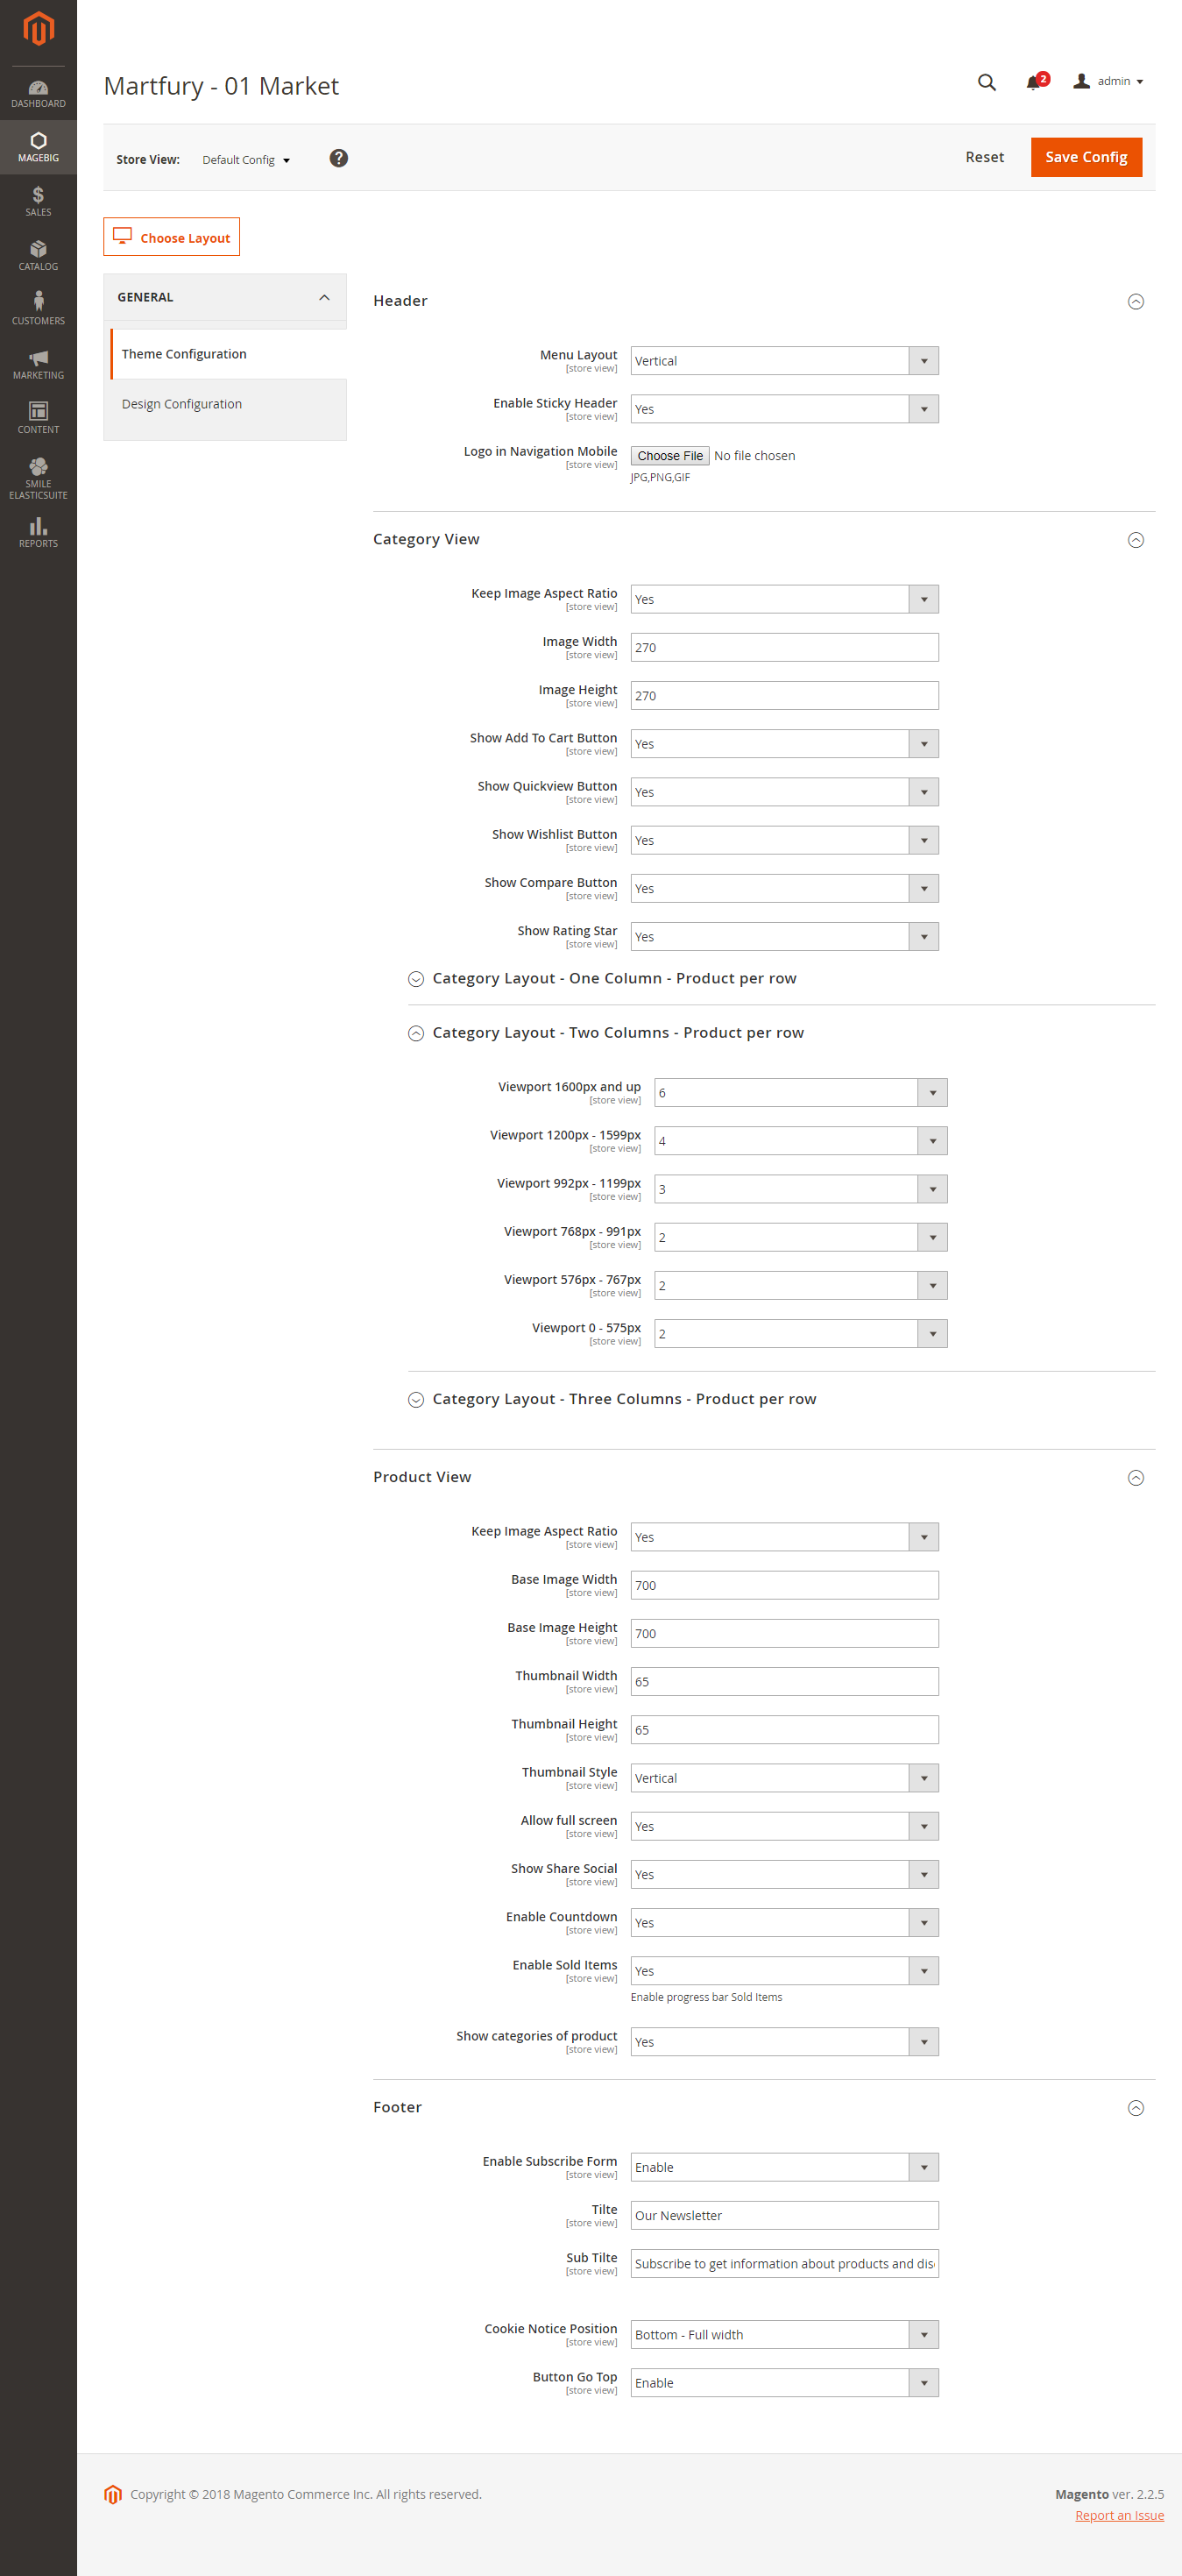 Martfury - 01 Market
2
admin
DASHBOARD
MAGEBIG
SALES
CATALOG
CUSTOMERS
MARKETING
CONTENT
SMILE
ELASTICSUITE
REPORTS
Store View: Default Config ?
Reset
Save Config
Choose Layout
GENERAL
Theme Configuration
Design Configuration
Header
Menu Layout Vertical
[store view]
Enable Sticky Header Yes
[store view]
Logo in Navigation Mobile Choose File No file chosen
[store view]
JPG,PNG,GIF
Category View
Keep Image Aspect Ratio Yes
[store view]
Image Width 270
[store view]
Image Height 270
[store view]
Show Add To Cart Button Yes
[store view]
Show Quickview Button Yes
[store view]
Show Wishlist Button Yes
[store view]
Show Compare Button Yes
[store view]
Show Rating Star Yes
[store view]
Category Layout - One Column - Product per row
Category Layout - Two Columns - Product per row
Viewport 1600px and up 6
[store view]
Viewport 1200px - 1599px 4
[store view]
Viewport 992px - 1199px 3
[store view]
Viewport 768px - 991px 2
[store view]
Viewport 576px - 767px 2
[store view]
Viewport 0 - 575px 2
[store view]
Category Layout - Three Columns - Product per row
Product View
Keep Image Aspect Ratio Yes
[store view]
Base Image Width 700
[store view]
Base Image Height 700
[store view]
Thumbnail Width 65
[store view]
Thumbnail Height 65
[store view]
Thumbnail Style Vertical
[store view]
Allow full screen Yes
[store view]
Show Share Social Yes
[store view]
Enable Countdown Yes
[store view]
Enable Sold Items Yes
[store view]
Enable progress bar Sold Items
Show categories of product Yes
[store view]
Footer
Enable Subscribe Form Enable
[store view]
Tilte Our Newsletter
[store view]
Sub Tilte Subscribe to get information about products and dis
[store view]
Cookie Notice Position Bottom - Full width
[store view]
Button Go Top Enable
[store view]
Copyright © 2018 Magento Commerce Inc. All rights reserved.
Magento ver. 2.2.5
Report an Issue